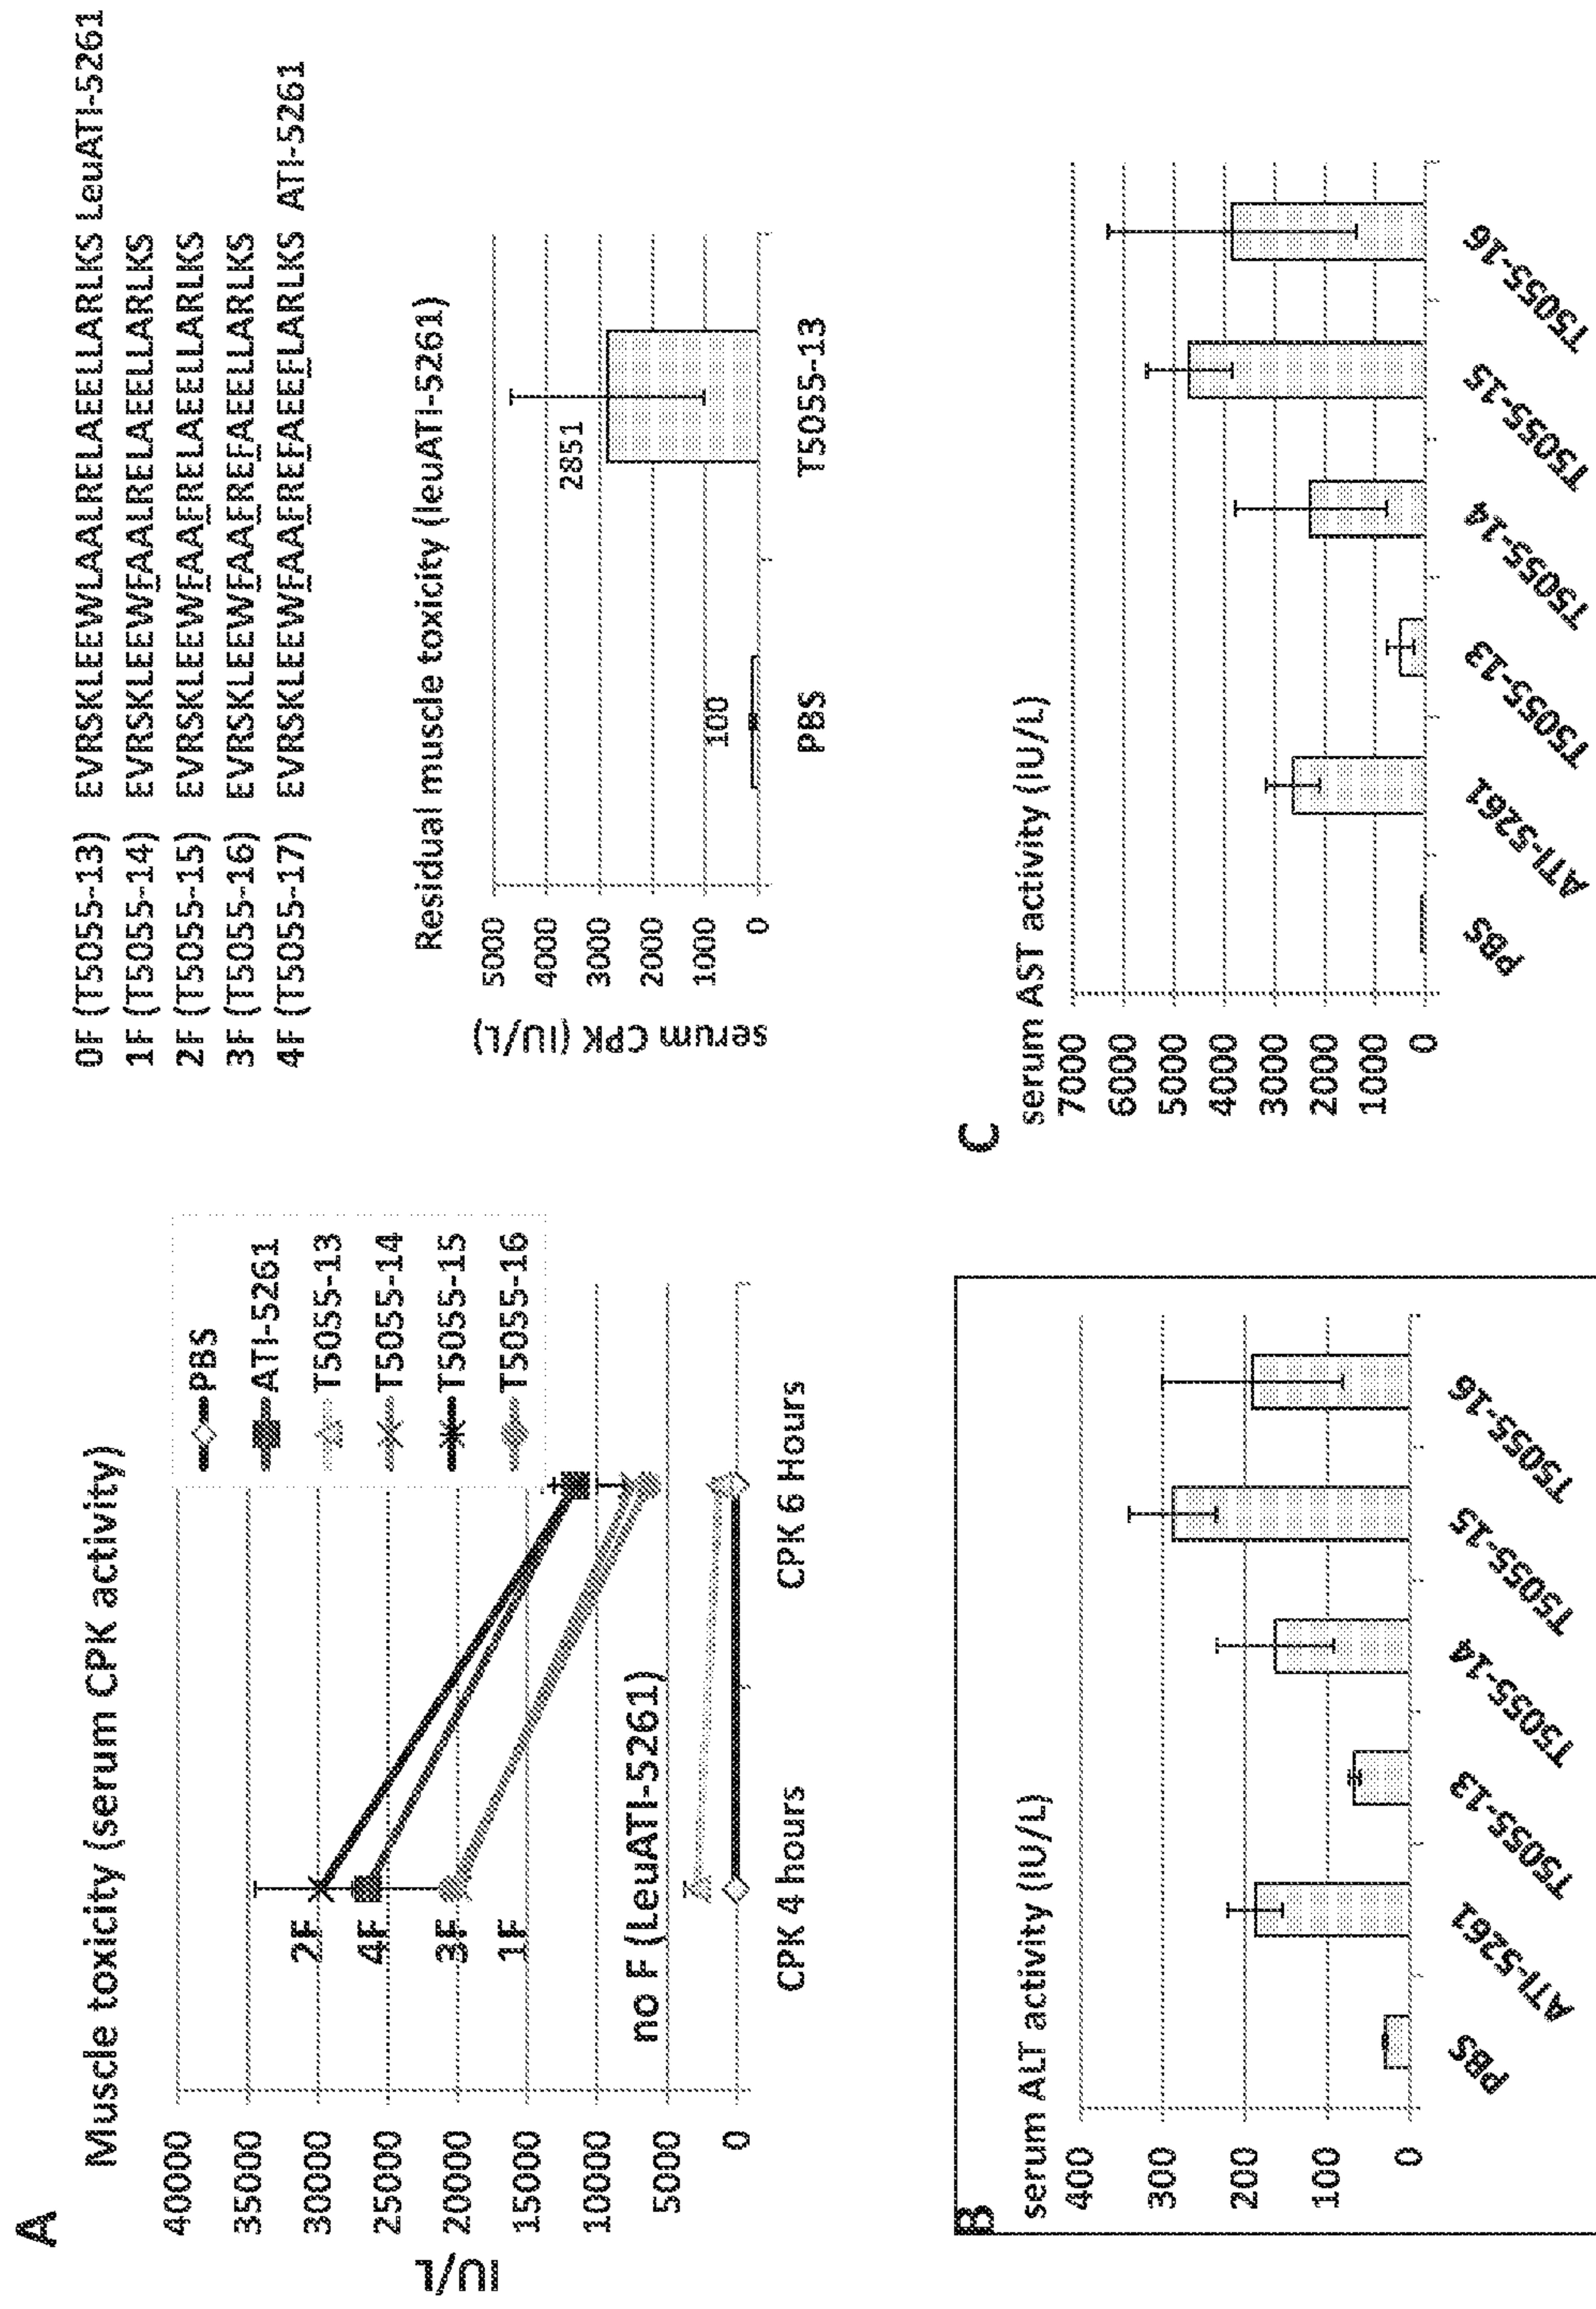 A
Muscle toxicity (serum CPK activity)
IU/L
40000
35000
30000
25000
20000
15000
10000
5000
0
2F
4F
3F
1F
no F (LeuATI-5261)
CPK 4 hours
CPK 6 Hours
PBS
ATI-5261
T5055-13
T5055-14
T5055-15
T5055-16
0F (T5055-13) EVRSKLEEWLAALRELAEELLARLKS LeuATI-5261
1F (T5055-14) EVRSKLEEWFAALRELAEELLARLKS
2F (T5055-15) EVRSKLEEWFAAFRELAEELLARLKS
3F (T5055-16) EVRSKLEEWFAAFREFAEELLARLKS
4F (T5055-17) EVRSKLEEWFAAFREFAEEFLARLKS ATI-5261
Residual muscle toxicity (leuATI-5261)
serum CPK (IU/L)
5000
4000
3000
2000
1000
0
100
2851
PBS
T5055-13
B
serum ALT activity (IU/L)
400
300
200
100
0
PBS
ATI-5261
T5055-13
T5055-14
T5055-15
T5055-16
C
serum AST activity (IU/L)
7000
6000
5000
4000
3000
2000
1000
0
PBS
ATI-5261
T5055-13
T5055-14
T5055-15
T5055-16